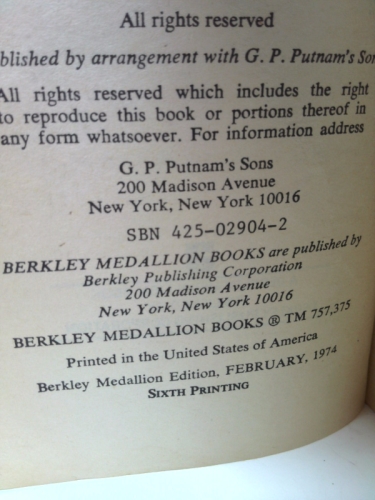 All rights reserved
blished by arrangement with G. P. Putnam's Son
All rights reserved which includes the right
to reproduce this book or portions thereof in
any form whatsoever. For information address
G. P. Putnam's Sons
200 Madison Avenue
New York, New York 10016
SBN 425-02904-2
BERKLEY MEDALLION BOOKS are published by
Berkley Publishing Corporation
200 Madison Avenue
New York, New York 10016
BERKLEY MEDALLION BOOKS ® TM 757,375
Printed in the United States of America
Berkley Medallion Edition, FEBRUARY, 1974
SIXTH PRINTING